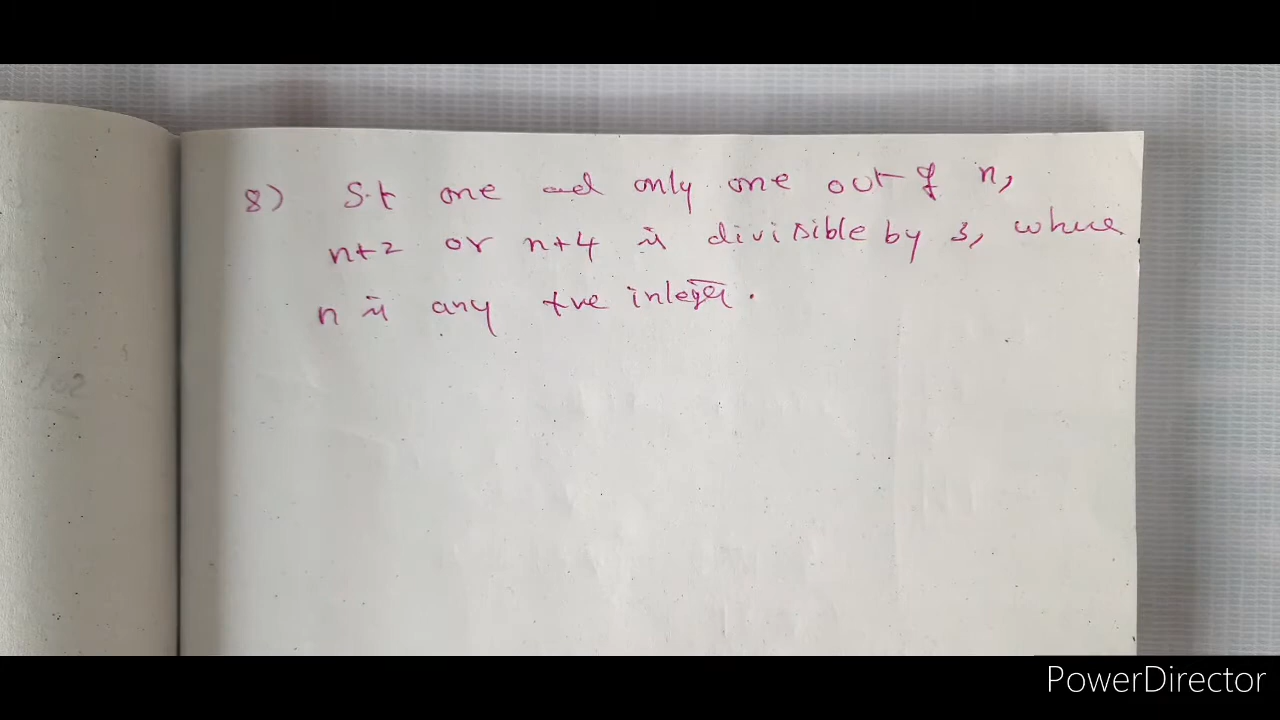 8) S.t one and only one out of n,
n+2 or n+4 is divisible by 3, where
n is any +ve integer.
102
PowerDirector